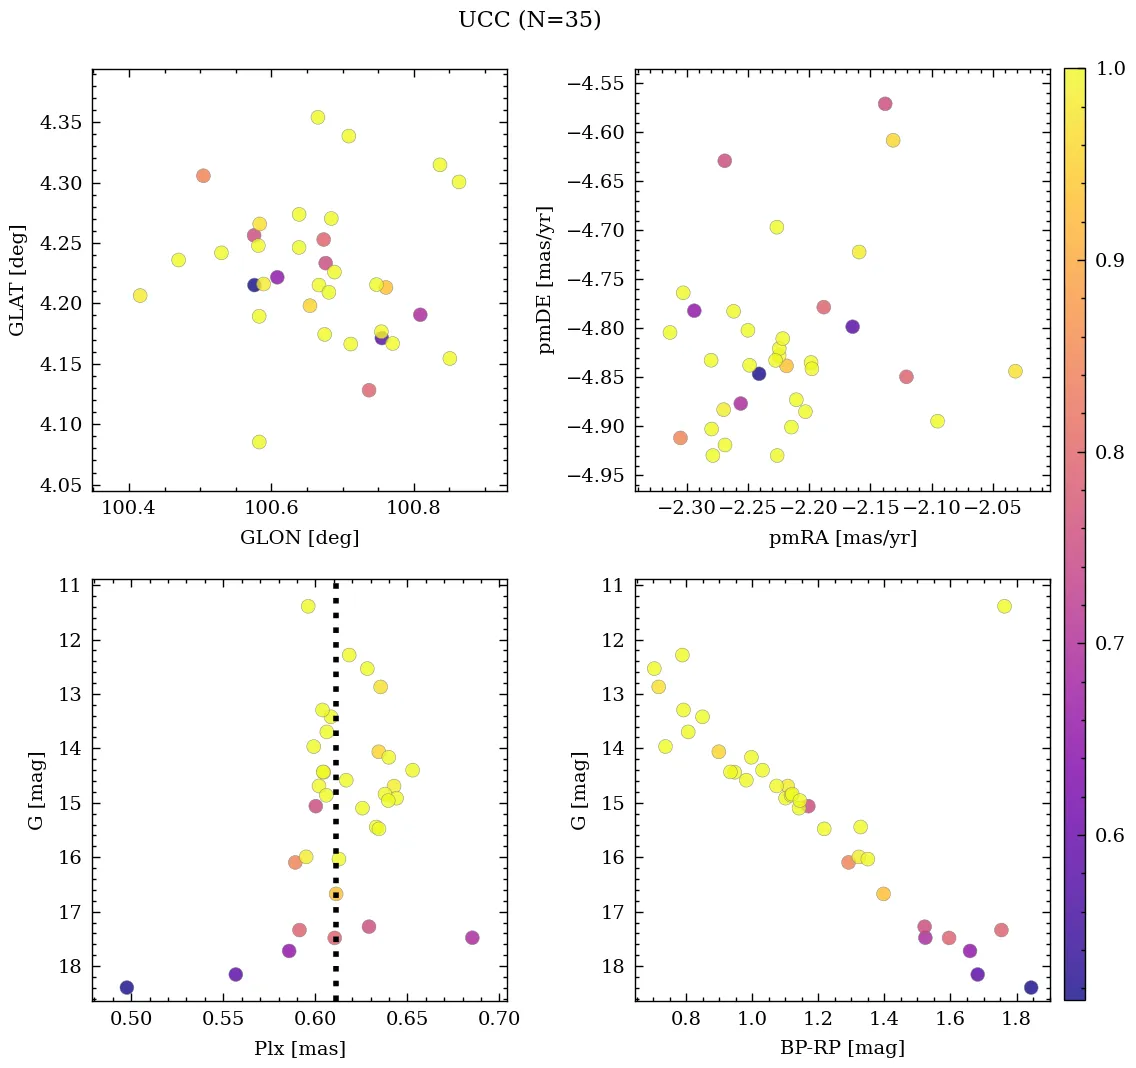 UCC (N=35)
4.35
4.30
4.25
4.20
4.15
4.10
4.05
GLAT [deg]
100.4 100.6 100.8
GLON [deg]
−4.55
−4.60
−4.65
−4.70
−4.75
−4.80
−4.85
−4.90
−4.95
pmDE [mas/yr]
−2.30 −2.25 −2.20 −2.15 −2.10 −2.05
pmRA [mas/yr]
1.0
0.9
0.8
0.7
0.6
11
12
13
14
15
16
17
18
G [mag]
0.50 0.55 0.60 0.65 0.70
Plx [mas]
11
12
13
14
15
16
17
18
G [mag]
0.8 1.0 1.2 1.4 1.6 1.8
BP-RP [mag]